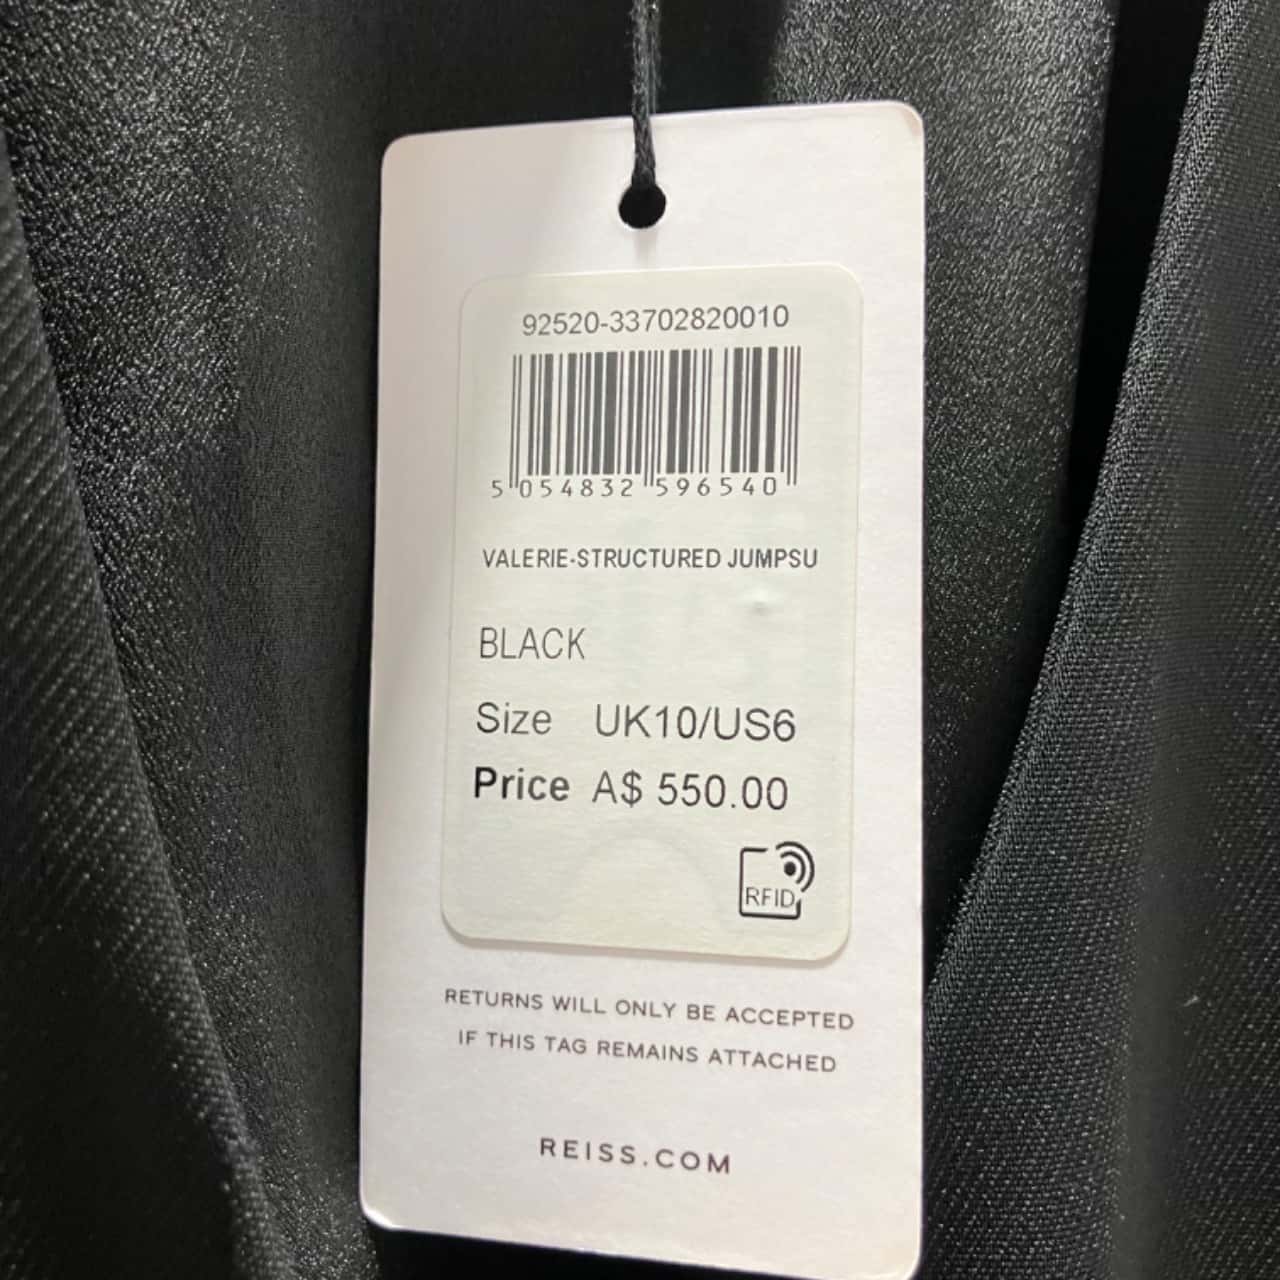 92520-33702820010
5 054832 596540
VALERIE-STRUCTURED JUMPSU
BLACK
Size UK10/US6
Price A$ 550.00
RFID
RETURNS WILL ONLY BE ACCEPTED
IF THIS TAG REMAINS ATTACHED
REISS.COM